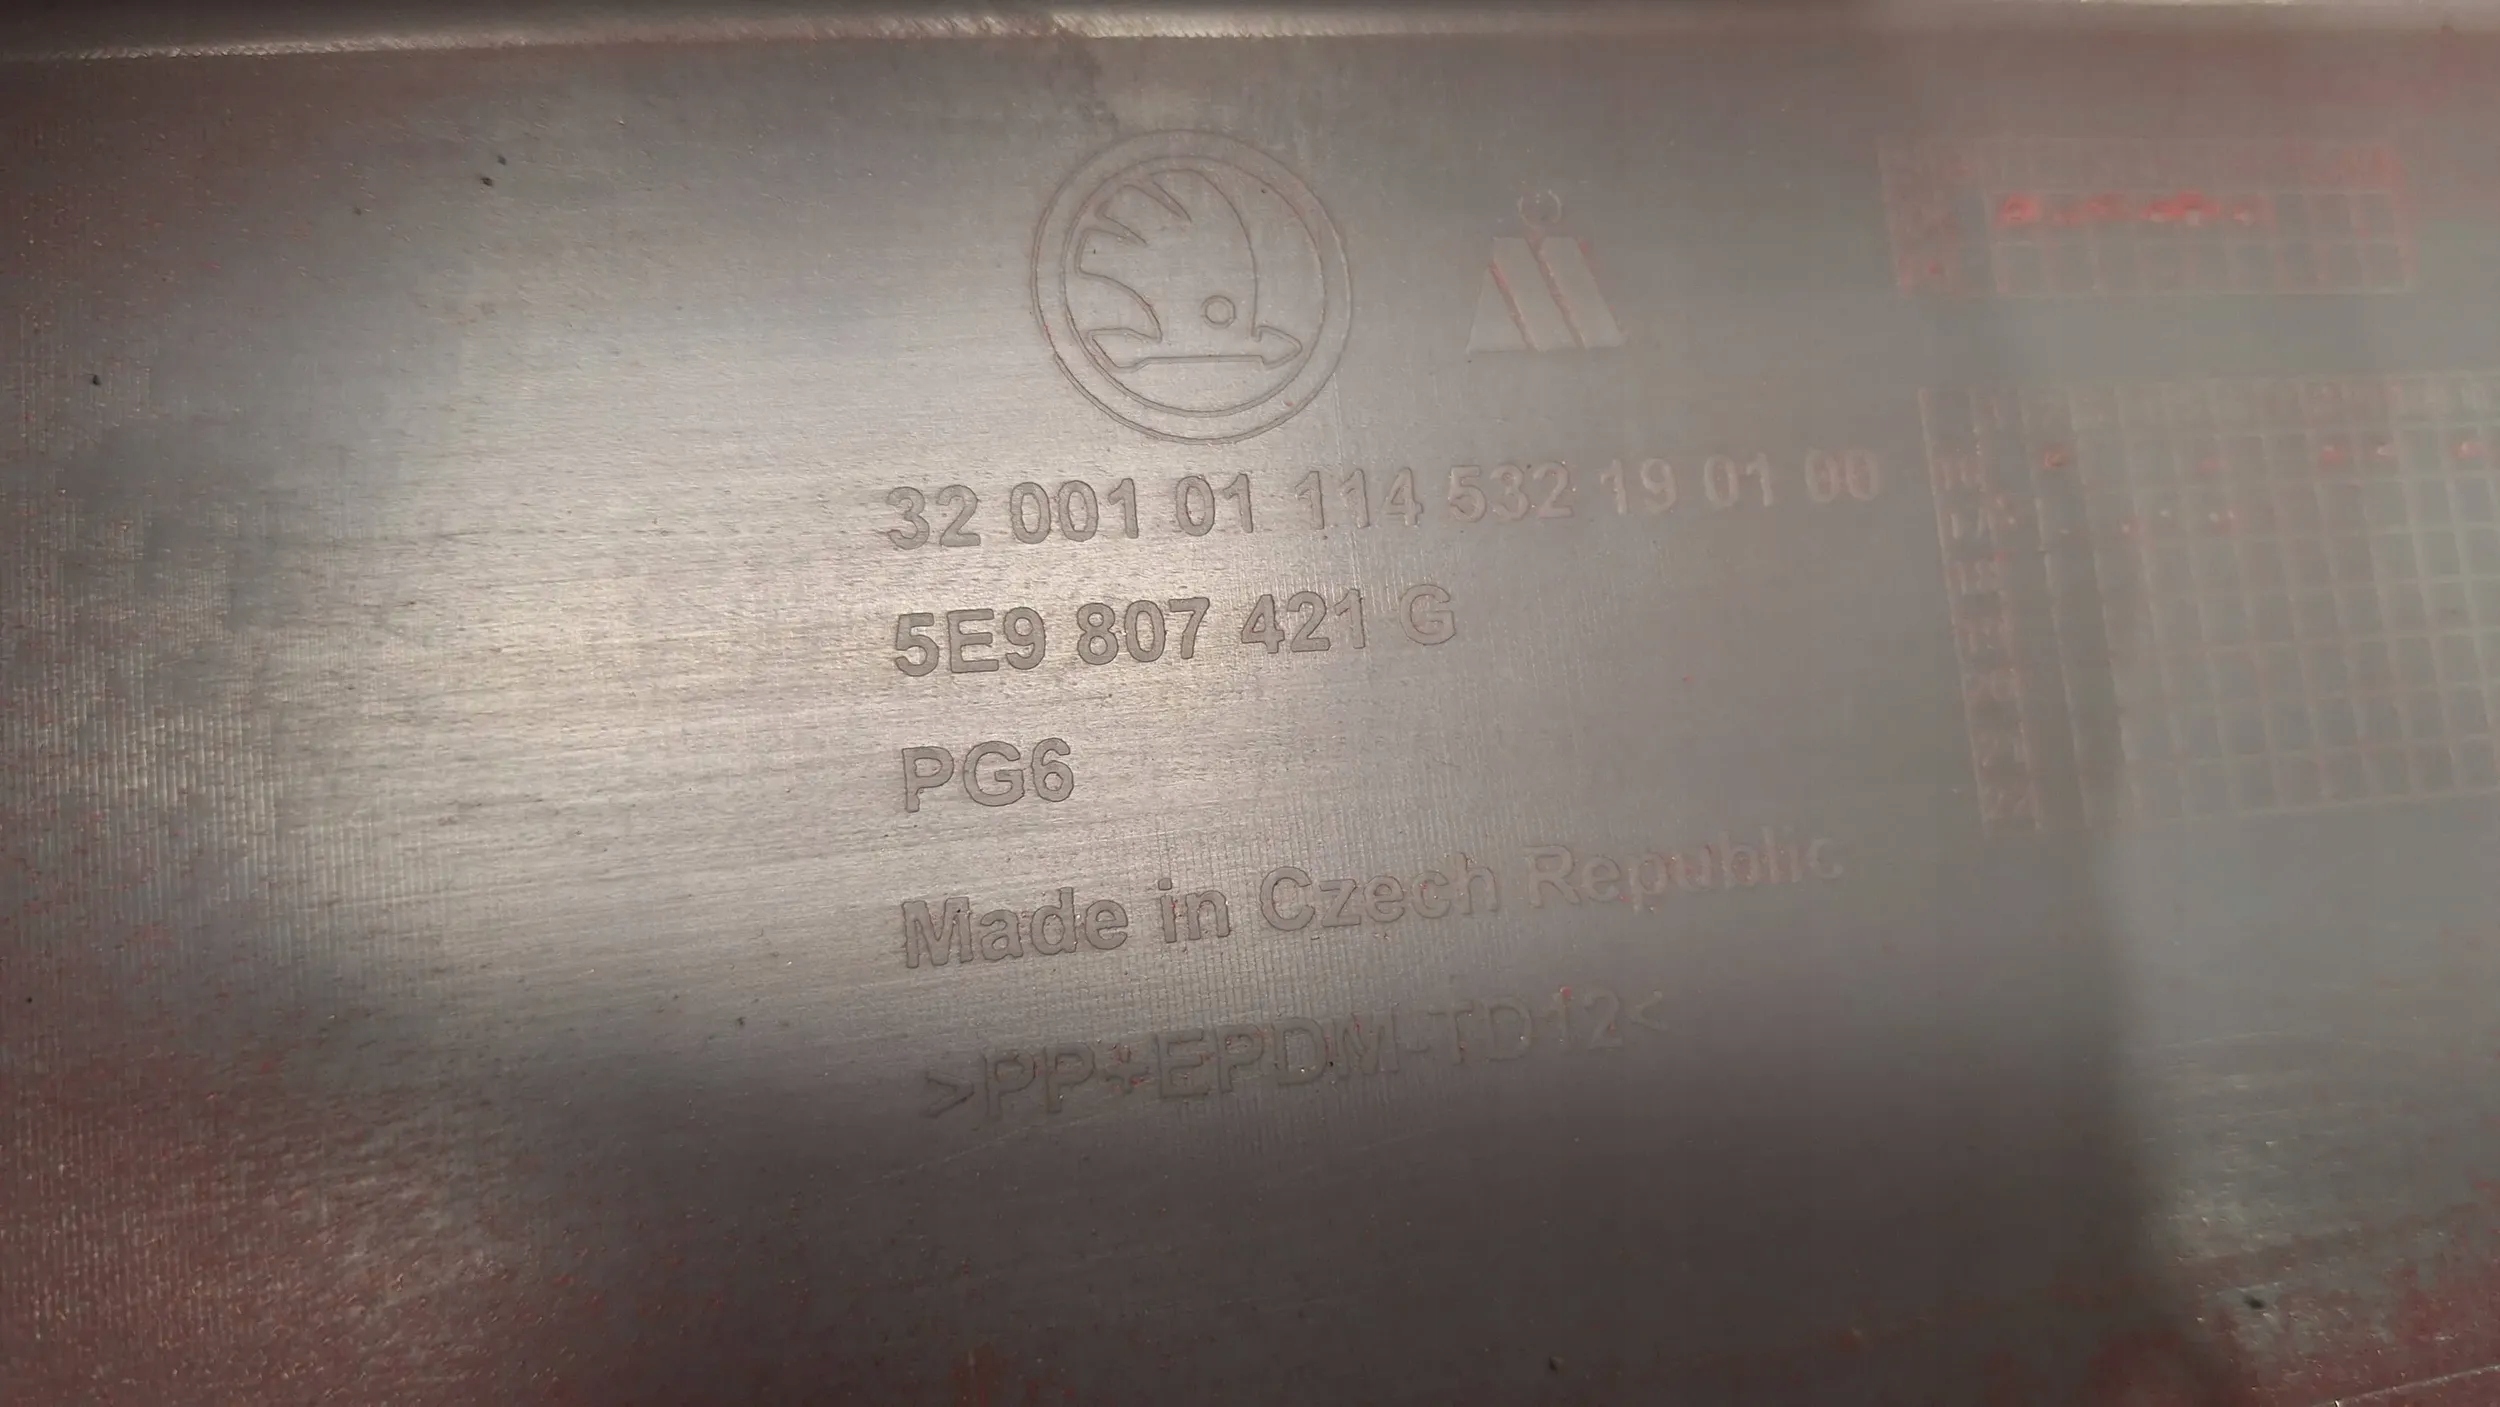 32 001 01 114 532 19 01 00
5E9 807 421 G
PG6
Made in Czech Republic
>PP+EPDM-TD12<